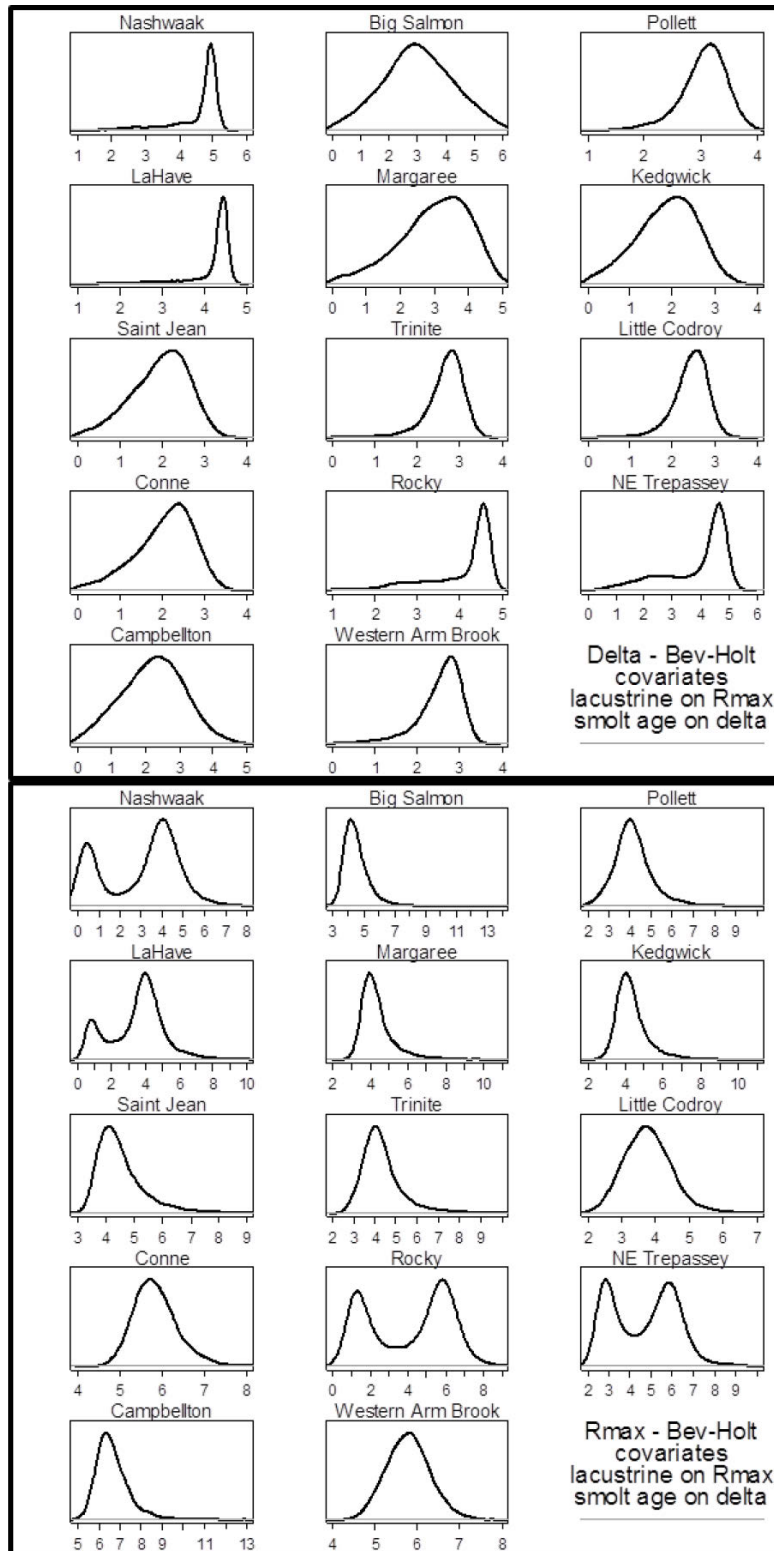 Nashwaak Big Salmon Pollett
1 2 3 4 5 6 0 1 2 3 4 5 6 1 2 3 4
LaHave Margaree Kedgwick
1 2 3 4 5 0 1 2 3 4 5 0 1 2 3 4
Saint Jean Trinite Little Codroy
0 1 2 3 4 0 1 2 3 4 0 1 2 3 4
Conne Rocky NE Trepassey
0 1 2 3 4 1 2 3 4 5 0 1 2 3 4 5 6
Campbellton Western Arm Brook
0 1 2 3 4 5 0 1 2 3 4
Delta - Bev-Holt
covariates
lacustrine on Rmax
smolt age on delta
Nashwaak Big Salmon Pollett
0 1 2 3 4 5 6 7 8 3 5 7 9 11 13 2 3 4 5 6 7 8 9
LaHave Margaree Kedgwick
0 2 4 5 6 8 10 2 4 6 8 10 2 4 6 8 10
Saint Jean Trinite Little Codroy
3 4 5 6 7 8 9 2 3 4 5 6 7 8 9 2 3 4 5 6 7
Conne Rocky NE Trepassey
4 5 6 7 8 0 2 4 6 8 2 3 4 5 6 7 8 9
Campbellton Western Arm Brook
5 6 7 8 9 11 13 4 5 6 7 8
Rmax - Bev-Holt
covariates
lacustrine on Rmax
smolt age on delta